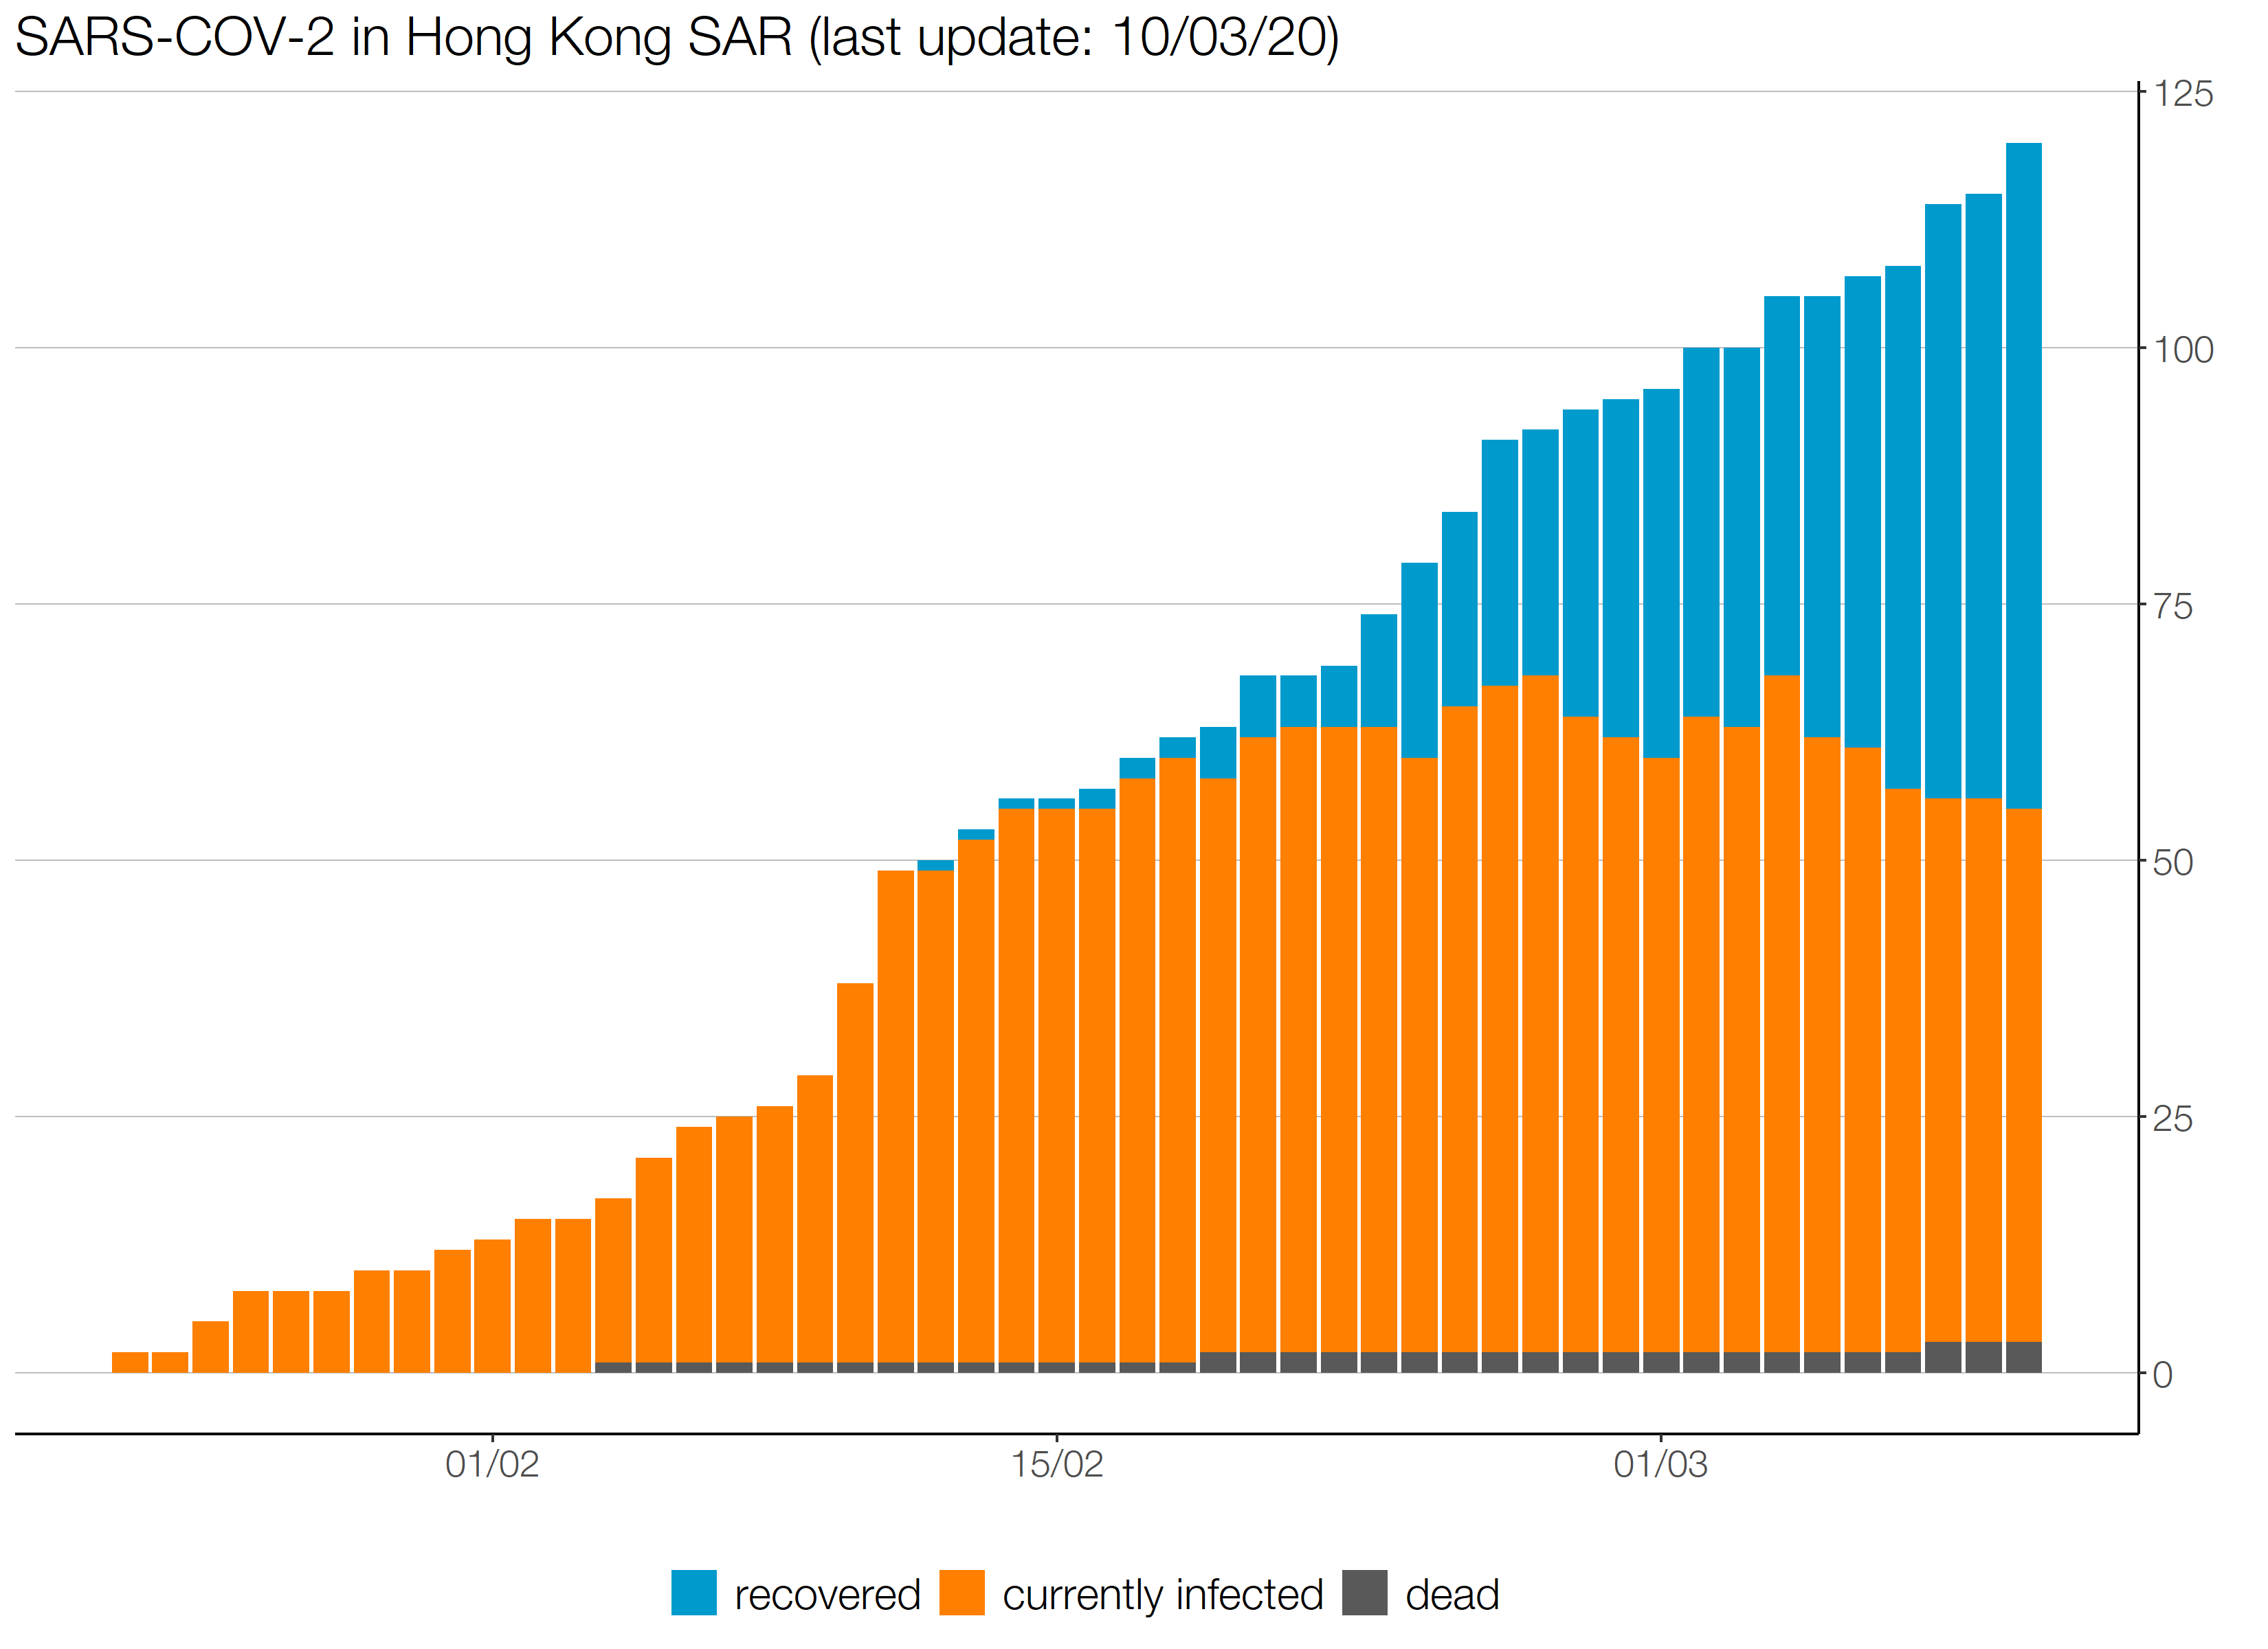 SARS-COV-2 in Hong Kong SAR (last update: 10/03/20)
125
100
75
50
25
0
01/02 15/02 01/03
recovered currently infected dead